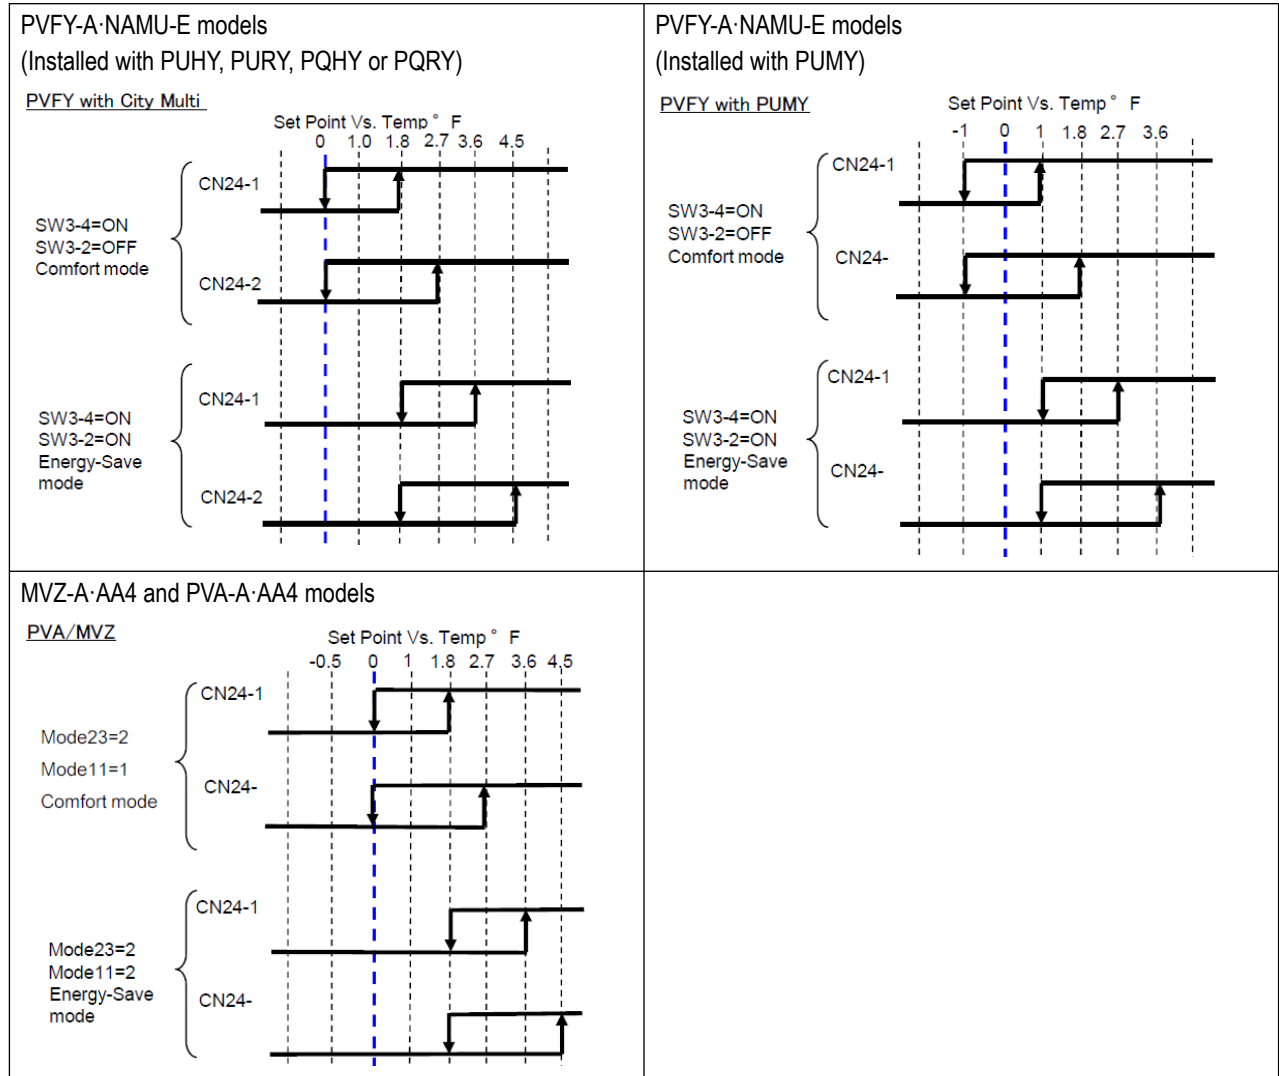 PVFY-A·NAMU-E models
(Installed with PUHY, PURY, PQHY or PQRY)
PVFY with City Multi
Set Point Vs. Temp ° F
0 1.0 1.8 2.7 3.6 4.5
CN24-1
SW3-4=ON
SW3-2=OFF
Comfort mode
CN24-2
CN24-1
SW3-4=ON
SW3-2=ON
Energy-Save
mode
CN24-2
PVFY-A·NAMU-E models
(Installed with PUMY)
PVFY with PUMY
Set Point Vs. Temp ° F
-1 0 1 1.8 2.7 3.6
CN24-1
SW3-4=ON
SW3-2=OFF
Comfort mode
CN24-
CN24-1
SW3-4=ON
SW3-2=ON
Energy-Save
mode
CN24-
MVZ-A·AA4 and PVA-A·AA4 models
PVA/MVZ
Set Point Vs. Temp ° F
-0.5 0 1 1.8 2.7 3.6 4.5
CN24-1
Mode23=2
Mode11=1
Comfort mode
CN24-
CN24-1
Mode23=2
Mode11=2
Energy-Save
mode
CN24-